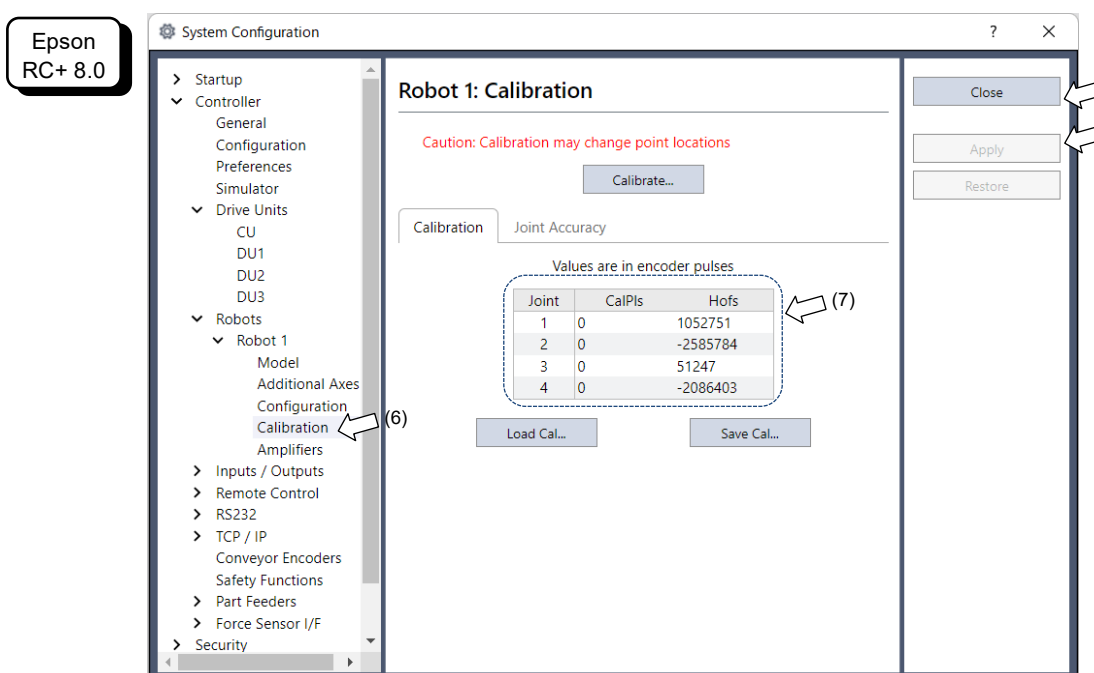 Epson
RC+ 8.0
System Configuration
?
Startup
Controller
General
Configuration
Preferences
Simulator
Drive Units
CU
DU1
DU2
DU3
Robots
Robot 1
Model
Additional Axes
Configuration
Calibration
(6)
Amplifiers
Inputs / Outputs
Remote Control
RS232
TCP / IP
Conveyor Encoders
Safety Functions
Part Feeders
Force Sensor I/F
Security
Robot 1: Calibration
Caution: Calibration may change point locations
Calibrate...
Calibration Joint Accuracy
Values are in encoder pulses
Joint CalPls Hofs
1 0 1052751
2 0 -2585784
3 0 51247
4 0 -2086403
(7)
Load Cal... Save Cal...
Close
Apply
Restore